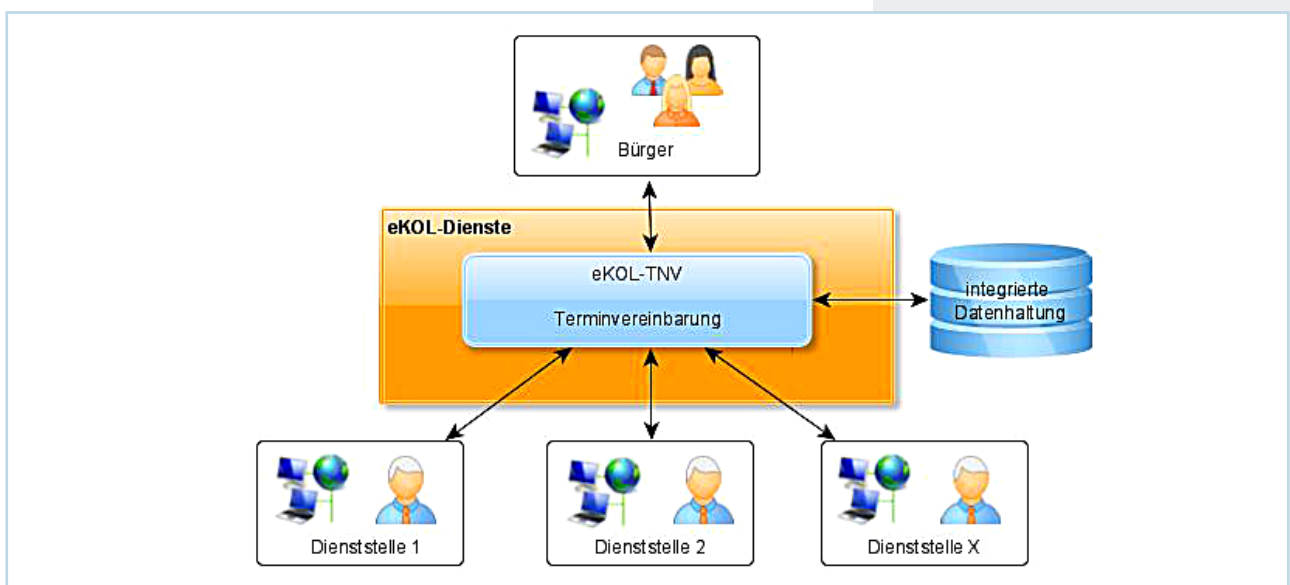 Bürger
eKOL-Dienste
eKOL-TNV
Terminvereinbarung
integrierte
Datenhaltung
Dienststelle 1
Dienststelle 2
Dienststelle X